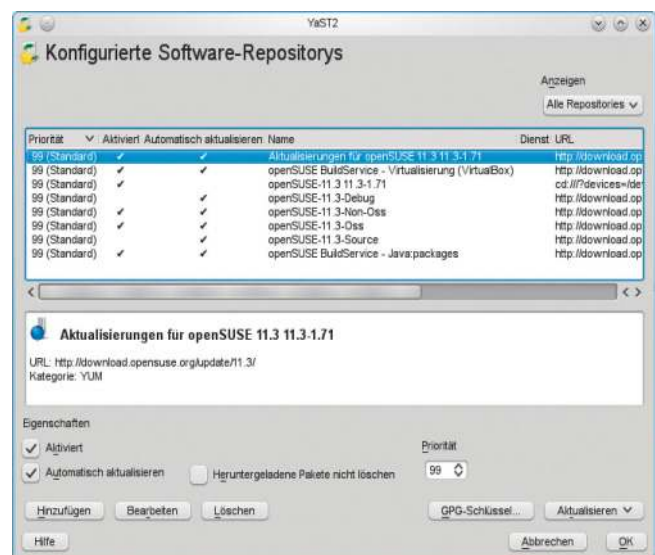 YaST2
Konfigurierte Software-Repositorys
Anzeigen
Alle Repositories
Priorität Aktiviert Automatisch aktualisieren Name Dienst URL
99 (Standard) ✔ ✔ Aktualisierungen für openSUSE 11.3 11.3-1.71 http://download.op
99 (Standard) ✔ ✔ openSUSE BuildService - Virtualisierung (VirtualBox) http://download.op
99 (Standard) ✔ openSUSE-11.3 11.3-1.71 cd:///?devices=/de
99 (Standard) ✔ openSUSE-11.3-Debug http://download.op
99 (Standard) ✔ ✔ openSUSE-11.3-Non-Oss http://download.op
99 (Standard) ✔ ✔ openSUSE-11.3-Oss http://download.op
99 (Standard) ✔ openSUSE-11.3-Source http://download.op
99 (Standard) ✔ ✔ openSUSE BuildService - Java:packages http://download.op
Aktualisierungen für openSUSE 11.3 11.3-1.71
URL: http://download.opensuse.org/update/11.3/
Kategorie: YUM
Eigenschaften
Aktiviert
Priorität
Automatisch aktualisieren Heruntergeladene Pakete nicht löschen 99
Hinzufügen Bearbeiten Löschen GPG-Schlüssel... Aktualisieren
Hilfe Abbrechen OK